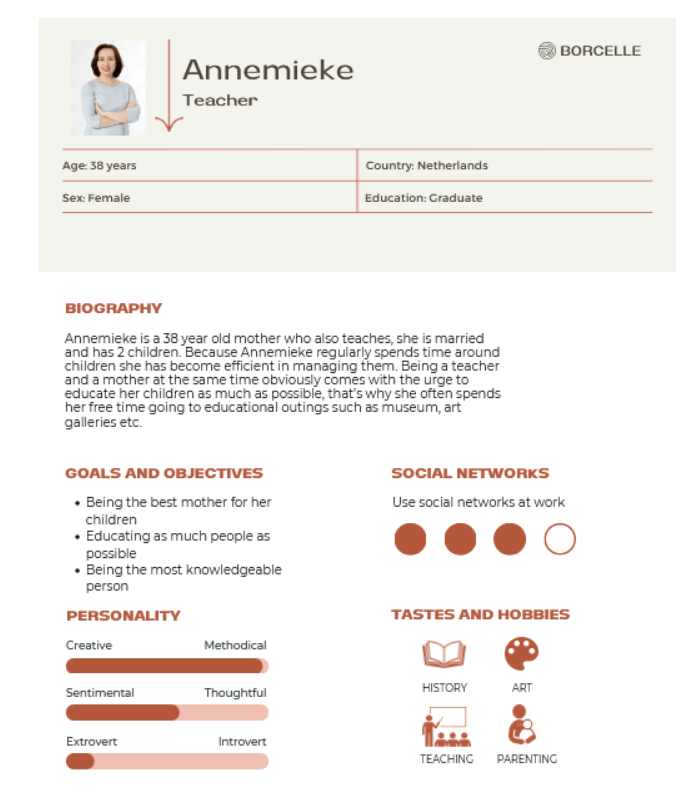 Annemieke
Teacher
BORCELLE
Age: 38 years
Country: Netherlands
Sex: Female
Education: Graduate
BIOGRAPHY
Annemieke is a 38 year old mother who also teaches, she is married
and has 2 children. Because Annemieke regularly spends time around
children she has become efficient in managing them. Being a teacher
and a mother at the same time obviously comes with the urge to
educate her children as much as possible, that's why she often spends
her free time going to educational outings such as museum, art
galleries etc.
GOALS AND OBJECTIVES
• Being the best mother for her
children
• Educating as much people as
possible
• Being the most knowledgeable
person
SOCIAL NETWORKS
Use social networks at work
PERSONALITY
Creative
Methodical
Sentimental
Thoughtful
Extrovert
Introvert
TASTES AND HOBBIES
HISTORY
ART
TEACHING
PARENTING